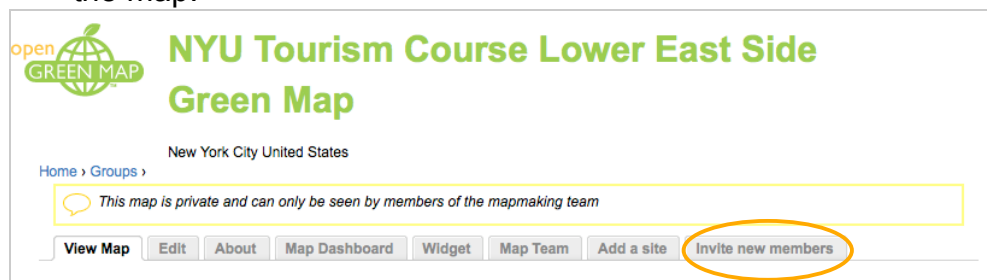 the map.
open
GREEN MAP
NYU Tourism Course Lower East Side
Green Map
New York City United States
Home › Groups ›
This map is private and can only be seen by members of the mapmaking team
View Map Edit About Map Dashboard Widget Map Team Add a site Invite new members